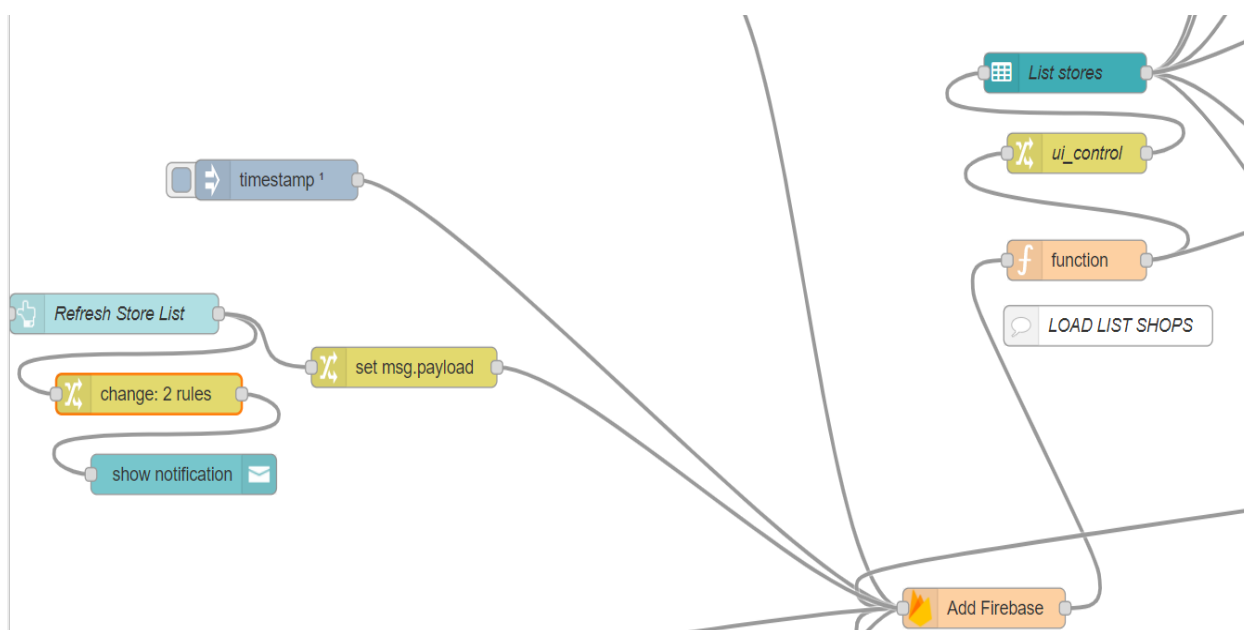 List stores
ui_control
timestamp ¹
function
Refresh Store List
LOAD LIST SHOPS
set msg.payload
change: 2 rules
show notification
Add Firebase